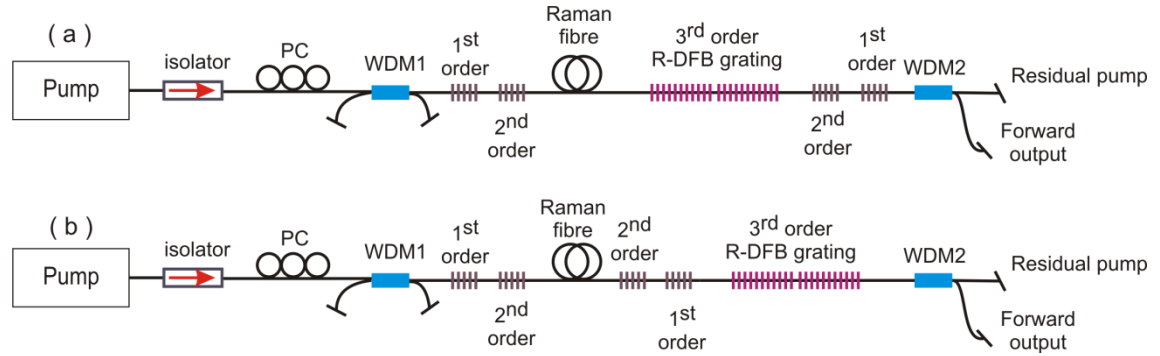 ( a )
Pump
isolator
PC
WDM1
1st
order
2nd
order
Raman
fibre
3rd order
R-DFB grating
2nd
order
1st
order
WDM2
Residual pump
Forward
output
( b )
Pump
isolator
PC
WDM1
1st
order
2nd
order
Raman
fibre
2nd
order
1st
order
3rd order
R-DFB grating
WDM2
Residual pump
Forward
output